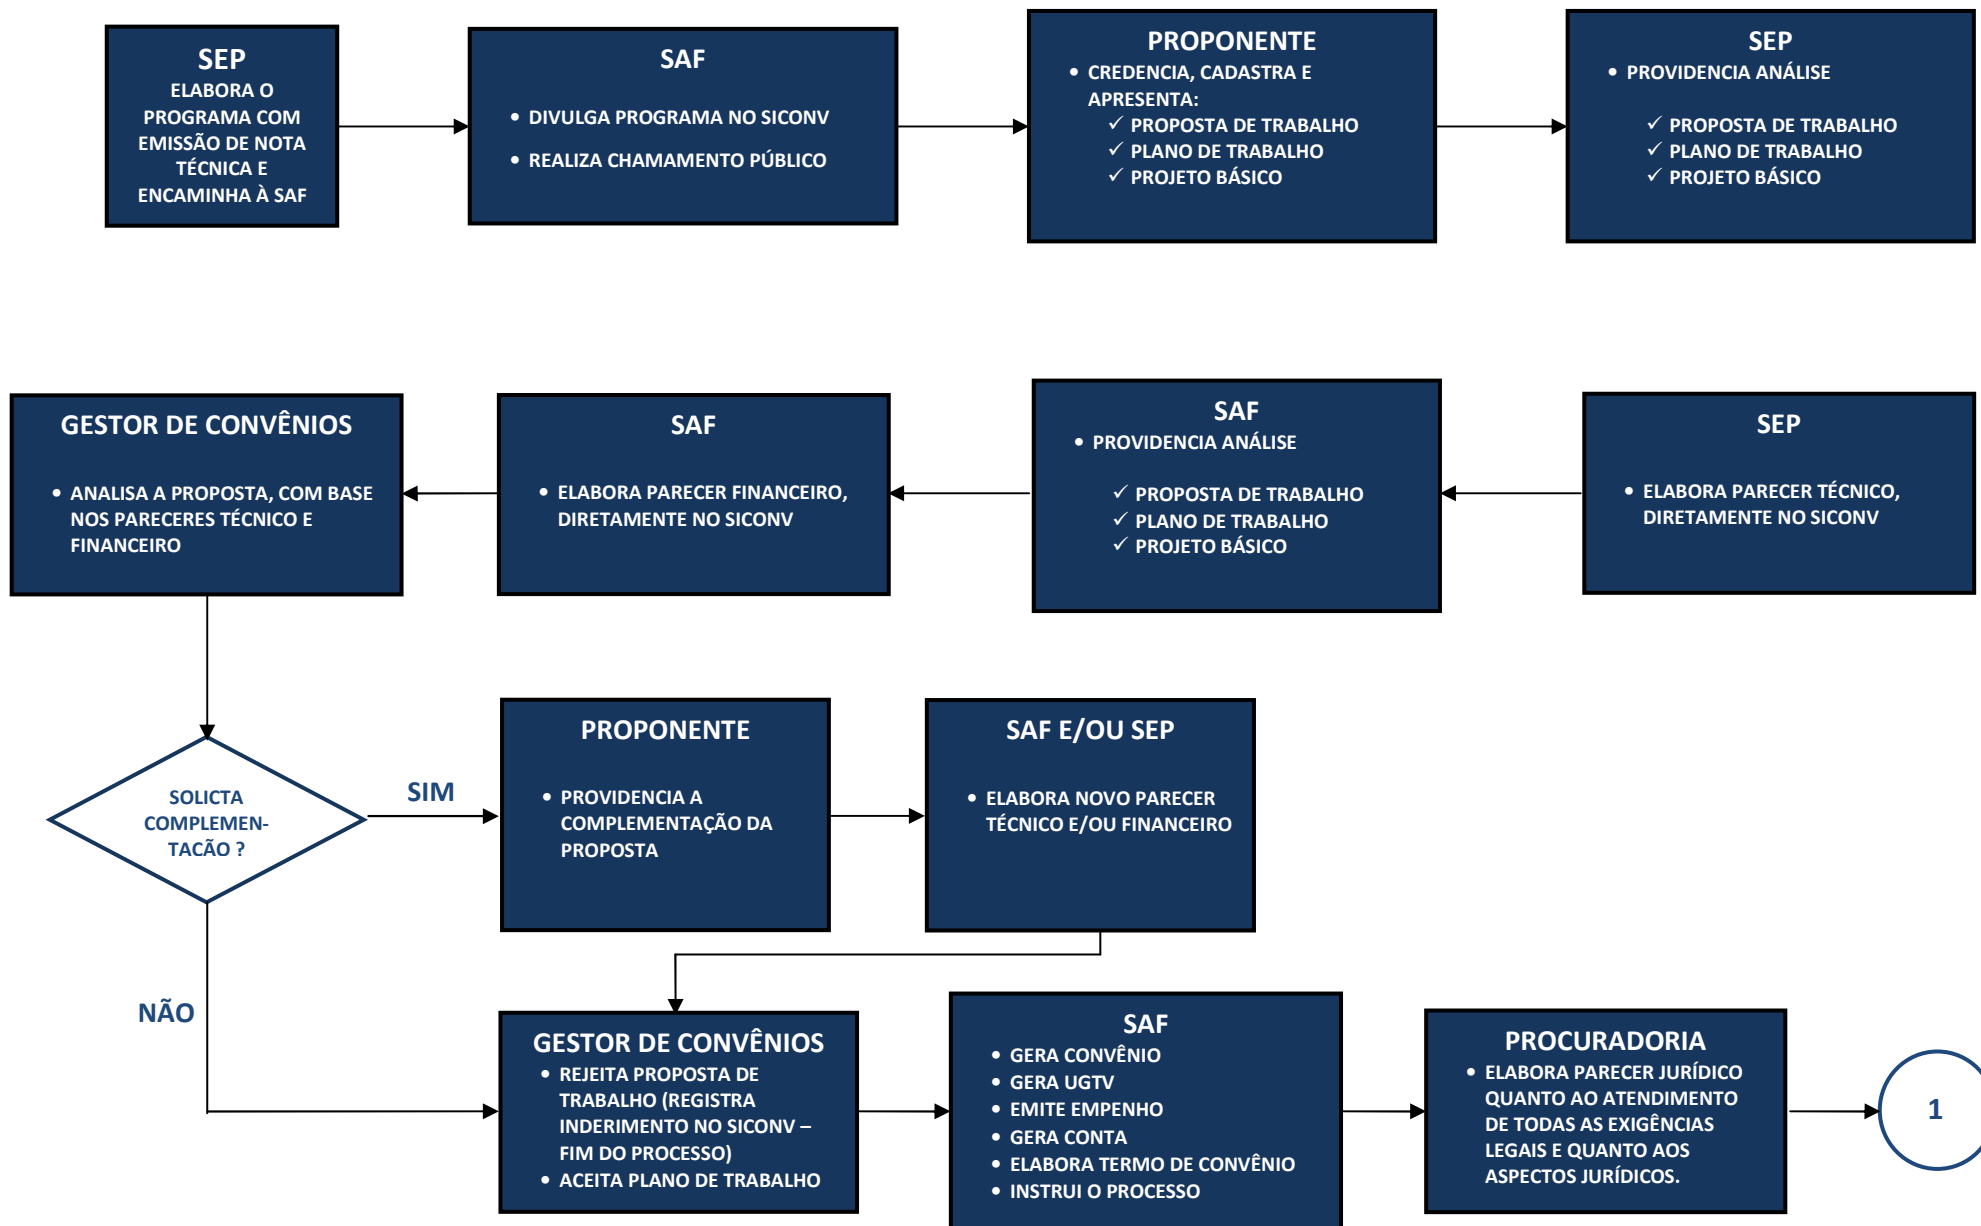 SEP
ELABORA O
PROGRAMA COM
EMISSÃO DE NOTA
TÉCNICA E
ENCAMINHA À SAF
SAF
• DIVULGA PROGRAMA NO SICONV
• REALIZA CHAMAMENTO PÚBLICO
PROPONENTE
• CREDENCIA, CADASTRA E
APRESENTA:
✓ PROPOSTA DE TRABALHO
✓ PLANO DE TRABALHO
✓ PROJETO BÁSICO
SEP
• PROVIDENCIA ANÁLISE
✓ PROPOSTA DE TRABALHO
✓ PLANO DE TRABALHO
✓ PROJETO BÁSICO
SEP
• ELABORA PARECER TÉCNICO,
DIRETAMENTE NO SICONV
SAF
• PROVIDENCIA ANÁLISE
✓ PROPOSTA DE TRABALHO
✓ PLANO DE TRABALHO
✓ PROJETO BÁSICO
SAF
• ELABORA PARECER FINANCEIRO,
DIRETAMENTE NO SICONV
GESTOR DE CONVÊNIOS
• ANALISA A PROPOSTA, COM BASE
NOS PARECERES TÉCNICO E
FINANCEIRO
SOLICTA
COMPLEMEN-
TACÃO ?
SIM
PROPONENTE
• PROVIDENCIA A
COMPLEMENTAÇÃO DA
PROPOSTA
SAF E/OU SEP
• ELABORA NOVO PARECER
TÉCNICO E/OU FINANCEIRO
NÃO
GESTOR DE CONVÊNIOS
• REJEITA PROPOSTA DE
TRABALHO (REGISTRA
INDERIMENTO NO SICONV –
FIM DO PROCESSO)
• ACEITA PLANO DE TRABALHO
SAF
• GERA CONVÊNIO
• GERA UGTV
• EMITE EMPENHO
• GERA CONTA
• ELABORA TERMO DE CONVÊNIO
• INSTRUI O PROCESSO
PROCURADORIA
• ELABORA PARECER JURÍDICO
QUANTO AO ATENDIMENTO
DE TODAS AS EXIGÊNCIAS
LEGAIS E QUANTO AOS
ASPECTOS JURÍDICOS.
1